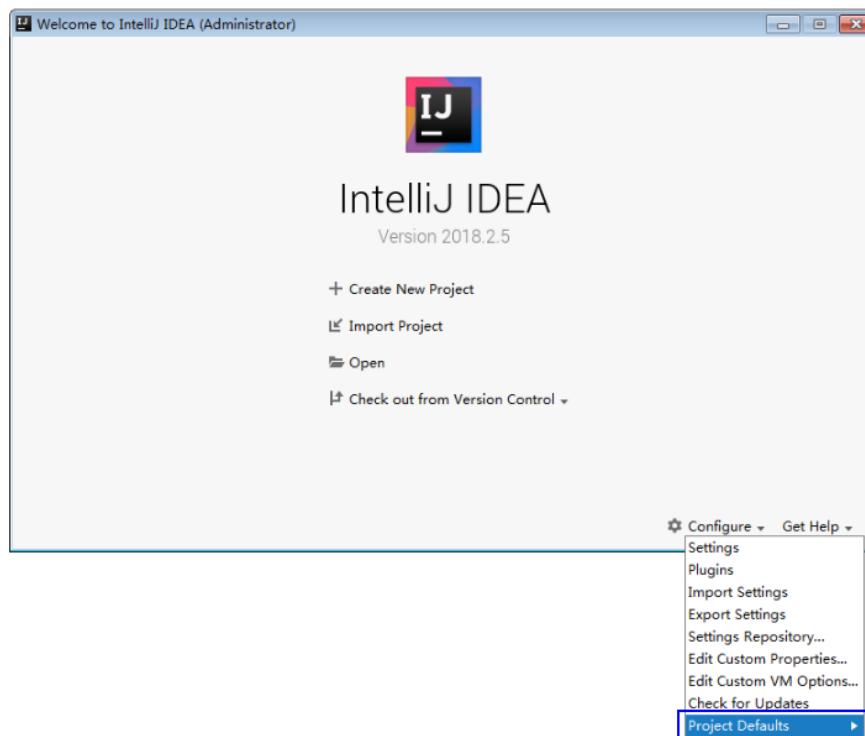 Welcome to IntelliJ IDEA (Administrator)
IJ
IntelliJ IDEA
Version 2018.2.5
Create New Project
Import Project
Open
Check out from Version Control
Configure Get Help
Settings
Plugins
Import Settings
Export Settings
Settings Repository...
Edit Custom Properties...
Edit Custom VM Options...
Check for Updates
Project Defaults